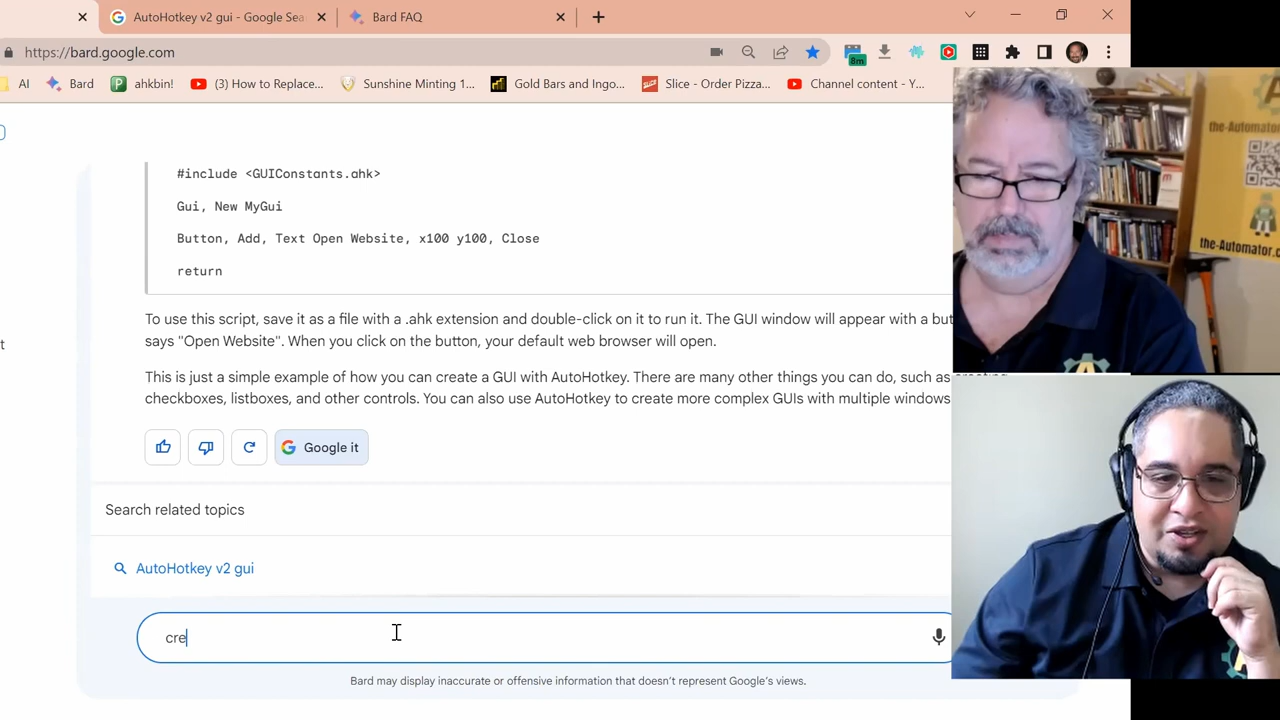 AutoHotkey v2 gui - Google Sea
Bard FAQ
https://bard.google.com
8m
AI
Bard
ahkbin!
(3) How to Replace...
Sunshine Minting 1...
Gold Bars and Ingo...
Slice - Order Pizza...
Channel content - Y...
#include <GUIConstants.ahk>
Gui, New MyGui
Button, Add, Text Open Website, x100 y100, Close
return
To use this script, save it as a file with a .ahk extension and double-click on it to run it. The GUI window will appear with a but
says "Open Website". When you click on the button, your default web browser will open.
This is just a simple example of how you can create a GUI with AutoHotkey. There are many other things you can do, such as
checkboxes, listboxes, and other controls. You can also use AutoHotkey to create more complex GUIs with multiple windows
Google it
Search related topics
AutoHotkey v2 gui
cre
Bard may display inaccurate or offensive information that doesn't represent Google's views.
the-Automator
the-Automator.c